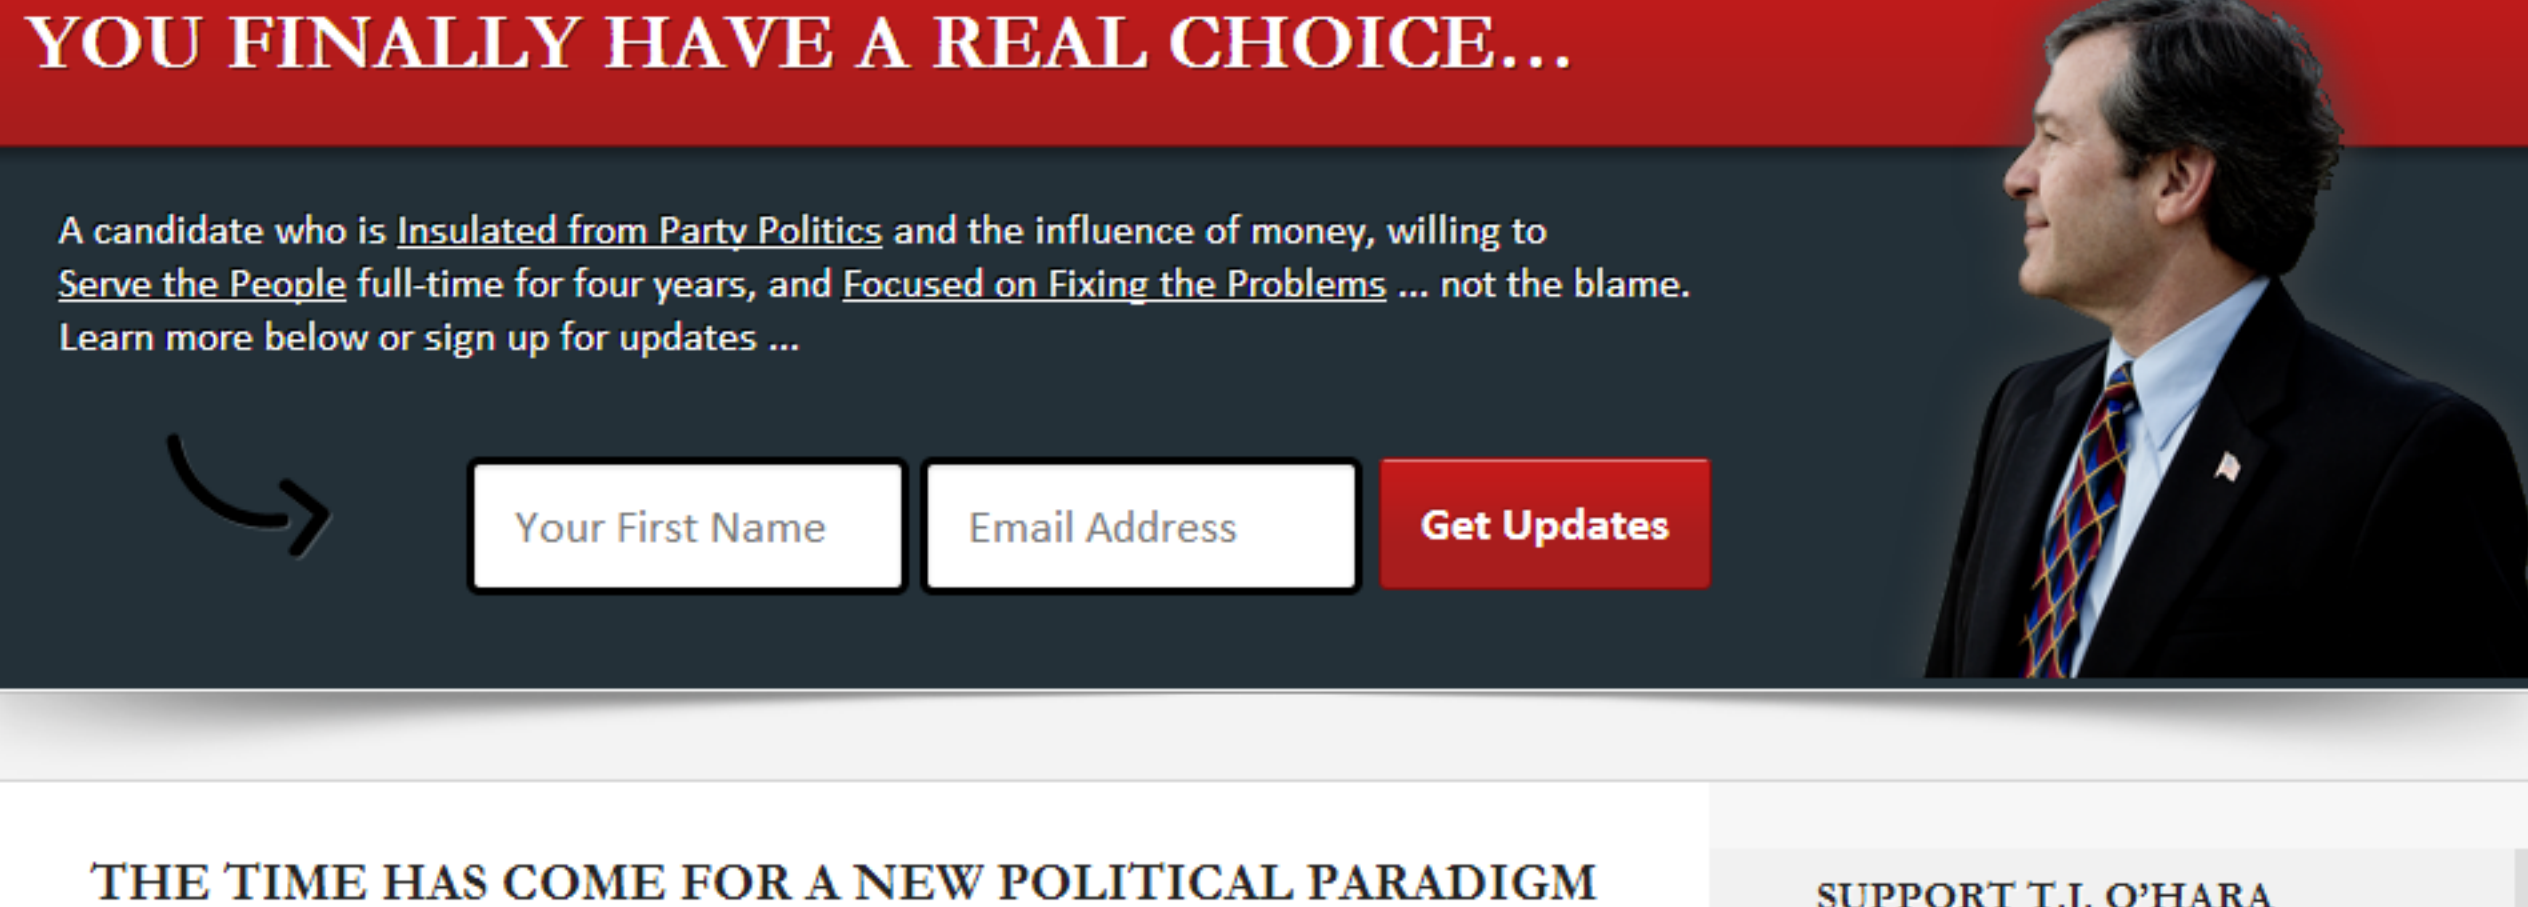 YOU FINALLY HAVE A REAL CHOICE...
A candidate who is Insulated from Party Politics and the influence of money, willing to
Serve the People full-time for four years, and Focused on Fixing the Problems ... not the blame.
Learn more below or sign up for updates ...
Your First Name
Email Address
Get Updates
THE TIME HAS COME FOR A NEW POLITICAL PARADIGM
SUPPORT T.J. O'HARA